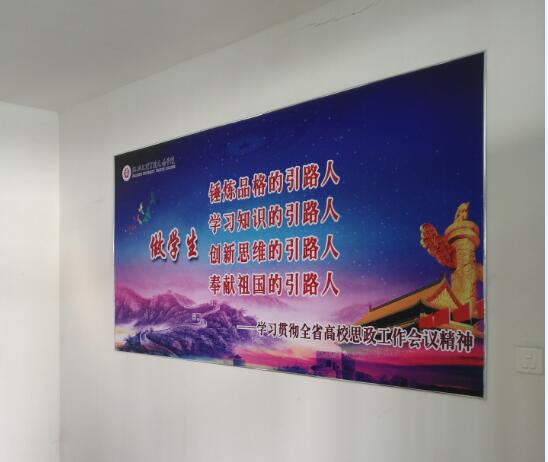 做学生
锤炼品格的引路人
学习知识的引路人
创新思维的引路人
奉献祖国的引路人
——学习贯彻全省高校思政工作会议精神